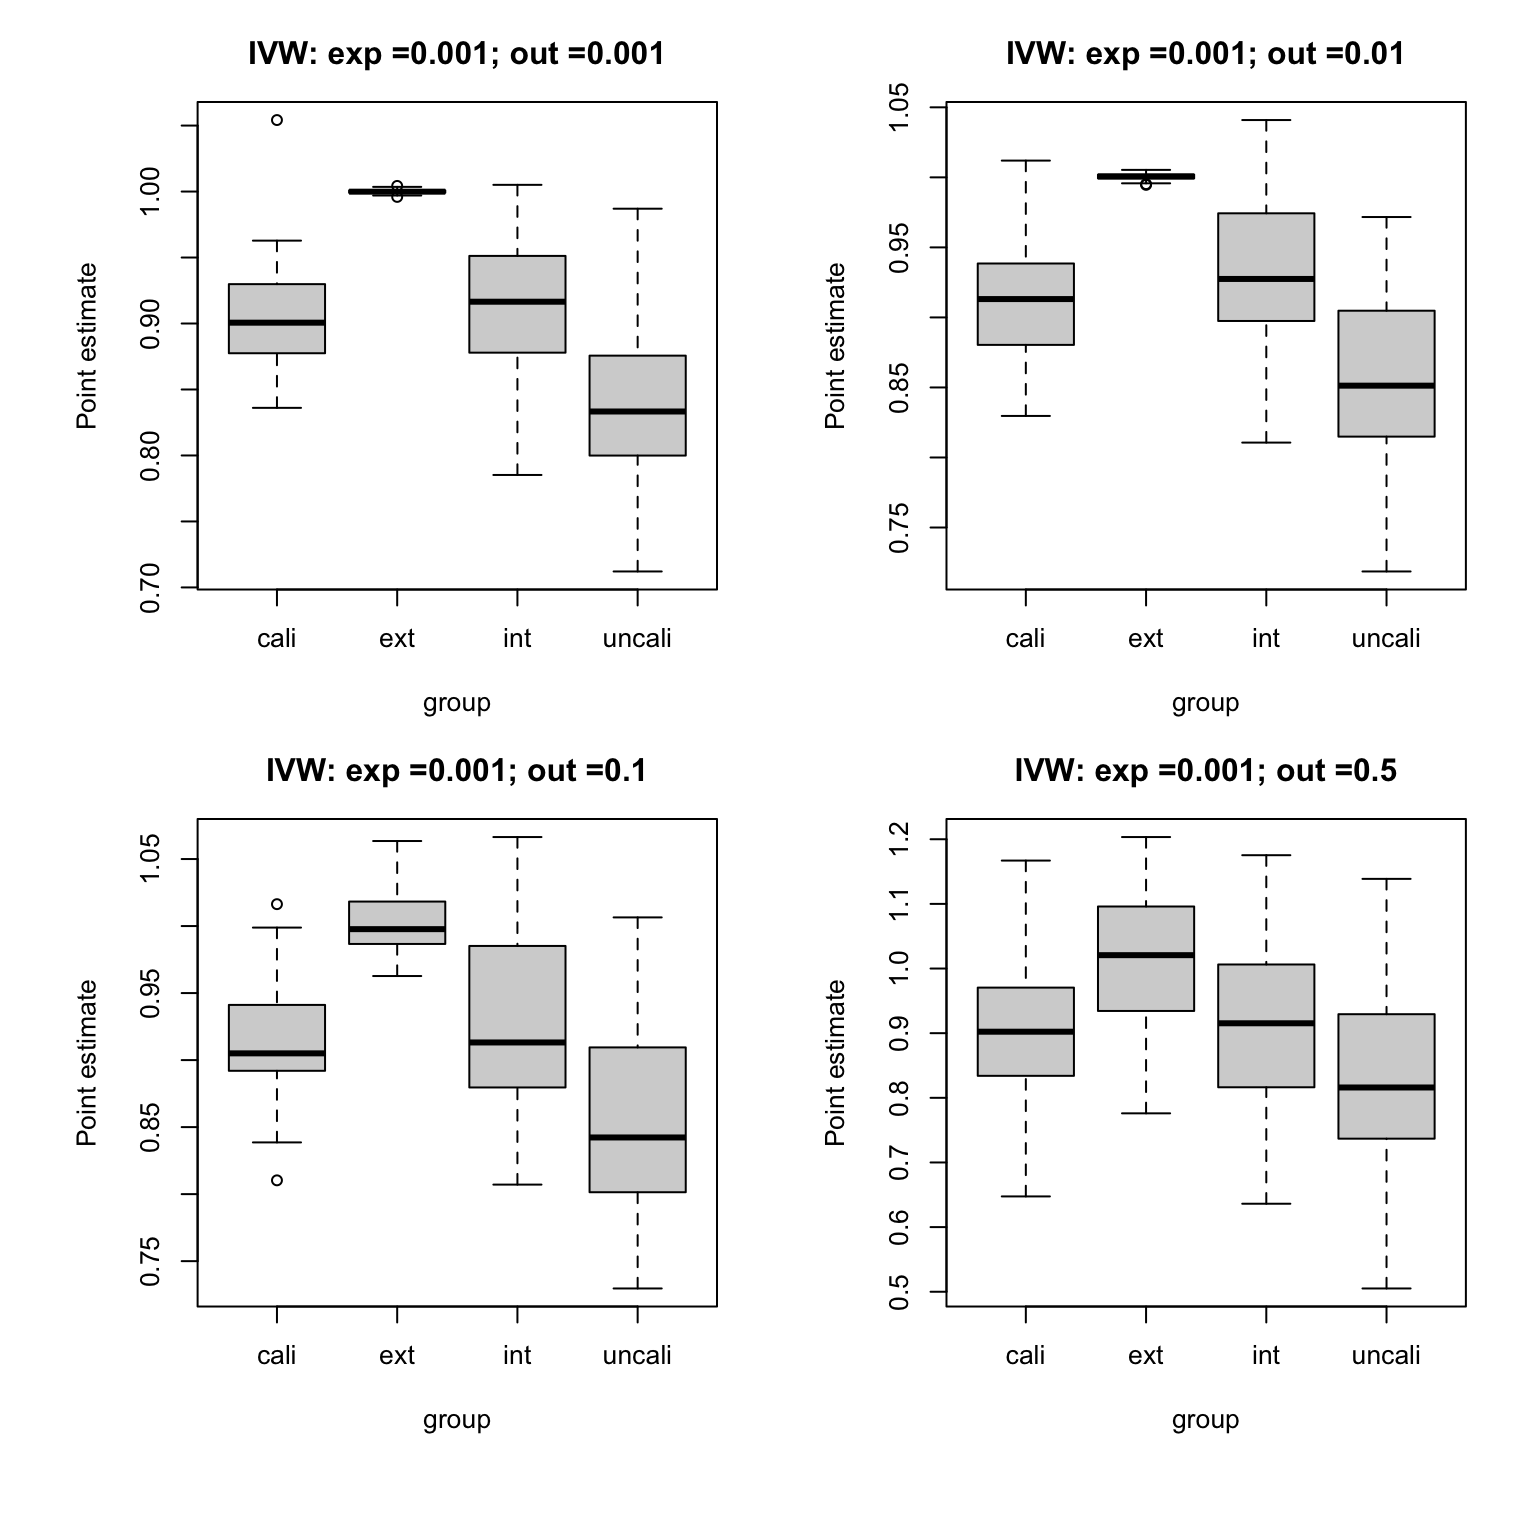 IVW: exp =0.001; out =0.001
Point estimate
1.00
0.90
0.80
0.70
cali ext int uncali
group
IVW: exp =0.001; out =0.01
Point estimate
1.05
0.95
0.85
0.75
cali ext int uncali
group
IVW: exp =0.001; out =0.1
Point estimate
1.05
0.95
0.85
0.75
cali ext int uncali
group
IVW: exp =0.001; out =0.5
Point estimate
1.2
1.1
1.0
0.9
0.8
0.7
0.6
0.5
cali ext int uncali
group